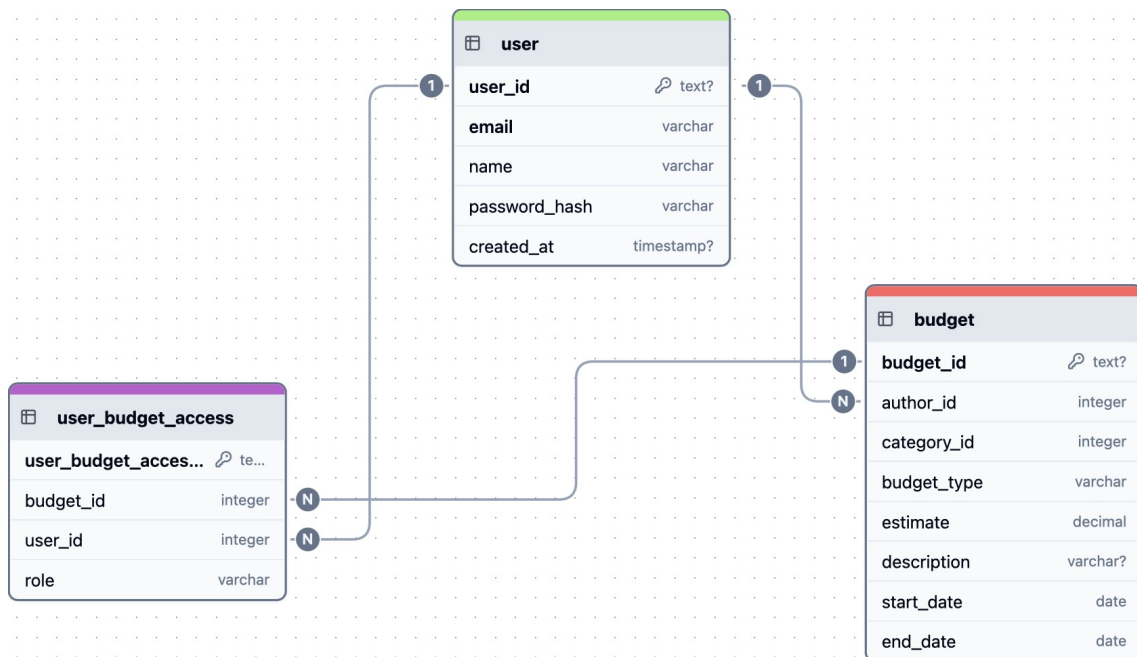 user
user_id text?
email varchar
name varchar
password_hash varchar
created_at timestamp?
1
1
budget
budget_id text?
author_id integer
category_id integer
budget_type varchar
estimate decimal
description varchar?
start_date date
end_date date
1
N
user_budget_access
user_budget_acces... te...
budget_id integer
user_id integer
role varchar
N
N